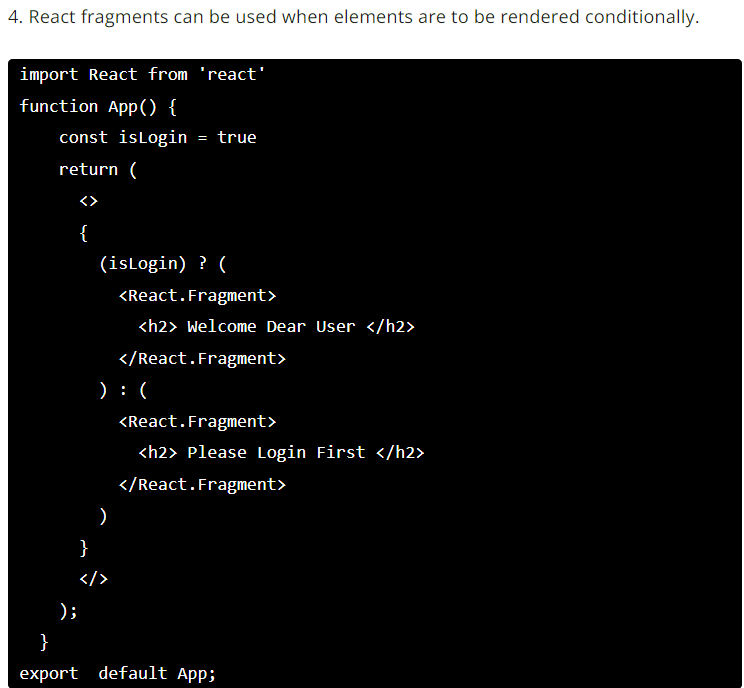 4. React fragments can be used when elements are to be rendered conditionally.
import React from 'react'
function App() {
    const isLogin = true
    return (
      <>
      {
        (isLogin) ? (
          <React.Fragment>
            <h2> Welcome Dear User </h2>
          </React.Fragment>
        ) : (
          <React.Fragment>
            <h2> Please Login First </h2>
          </React.Fragment>
        )
      }
      </>
    );
  }
export  default App;